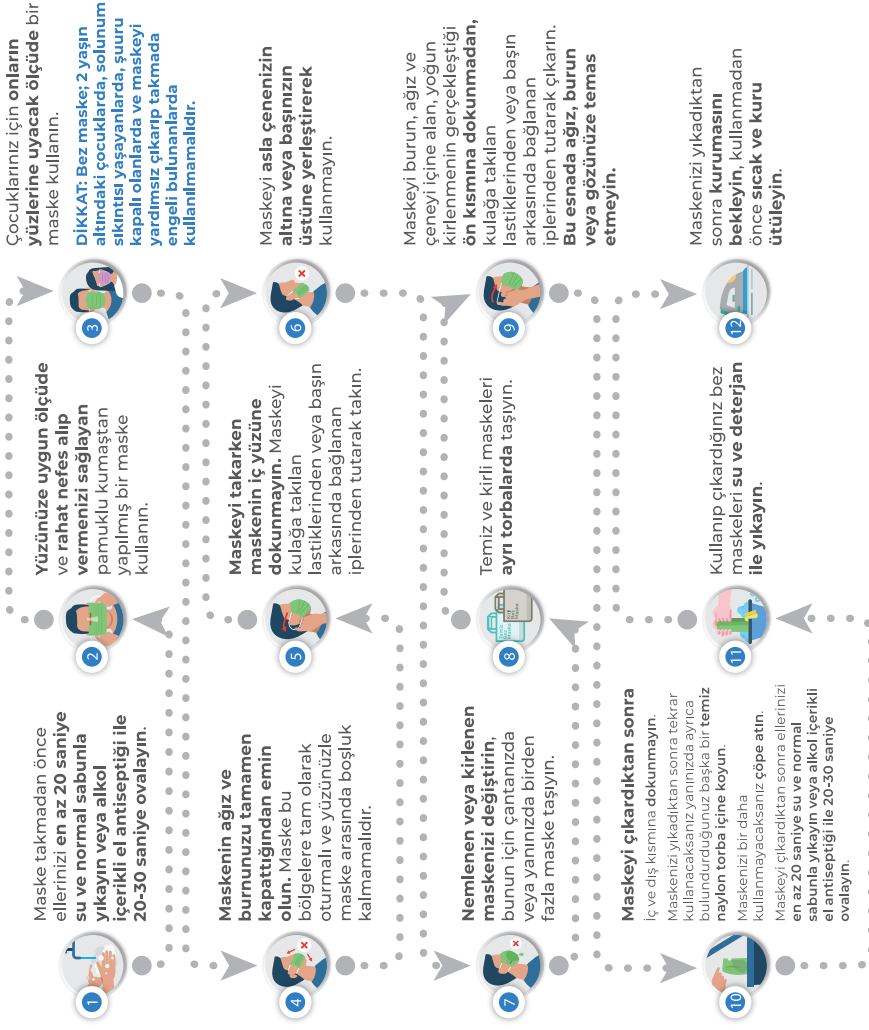 1
Maske takmadan önce
ellerinizi en az 20 saniye
su ve normal sabunla
yıkayın veya alkol
içerikli el antiseptiği ile
20-30 saniye ovalayın.
2
Yüzünüze uygun ölçüde
ve rahat nefes alıp
vermenizi sağlayan
pamuklu kumaştan
yapılmış bir maske
kullanın.
3
Çocuklarınız için onların
yüzlerine uyacak ölçüde bir
maske kullanın.
DİKKAT: Bez maske; 2 yaşın
altındaki çocuklarda, solunum
sıkıntısı yaşayanlarda, şuuru
kapalı olanlarda ve maskeyi
yardımsız çıkarıp takmada
engeli bulunanlarda
kullanılmamalıdır.
4
Maskenin ağız ve
burnunuzu tamamen
kapattığından emin
olun. Maske bu
bölgelere tam olarak
oturmalı ve yüzünüzle
maske arasında boşluk
kalmamalıdır.
5
Maskeyi takarken
maskenin iç yüzüne
dokunmayın. Maskeyi
kulağa takılan
lastiklerinden veya başın
arkasında bağlanan
iplerinden tutarak takın.
6
Maskeyi asla çenenizin
altına veya başınızın
üstüne yerleştirerek
kullanmayın.
7
Nemlenen veya kirlenen
maskenizi değiştirin,
bunun için çantanızda
veya yanınızda birden
fazla maske taşıyın.
8
Temiz ve kirli maskeleri
ayrı torbalarda taşıyın.
9
Maskeyi burun, ağız ve
çeneyi içine alan, yoğun
kirlenmenin gerçekleştiği
ön kısmına dokunmadan,
kulağa takılan
lastiklerinden veya başın
arkasında bağlanan
iplerinden tutarak çıkarın.
Bu esnada ağız, burun
veya gözünüze temas
etmeyin.
10
Maskeyi çıkardıktan sonra
İç ve dış kısmına dokunmayın.
Maskenizi yıkadıktan sonra tekrar
kullanacaksanız yanınızda ayrıca
bulundurduğunuz başka bir temiz
naylon torba içine koyun.
Maskenizi bir daha
kullanmayacaksanız çöpe atın.
Maskeyi çıkardıktan sonra ellerinizi
en az 20 saniye su ve normal
sabunla yıkayın veya alkol içerikli
el antiseptiği ile 20-30 saniye
ovalayın.
11
Kullanıp çıkardığınız bez
maskeleri su ve deterjan
ile yıkayın.
12
Maskenizi yıkadıktan
sonra kurumasını
bekleyin, kullanmadan
önce sıcak ve kuru
ütüleyin.